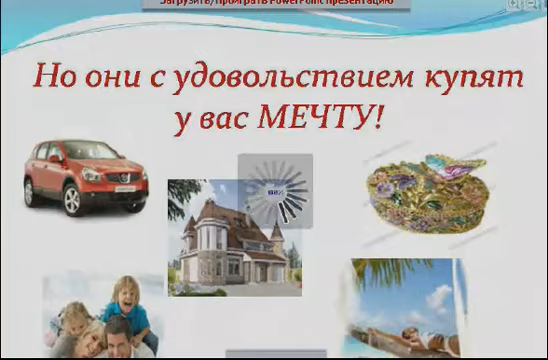 Загрузить/Проиграть PowerPoint презентацию
Но они с удовольствием купят
у вас МЕЧТУ!